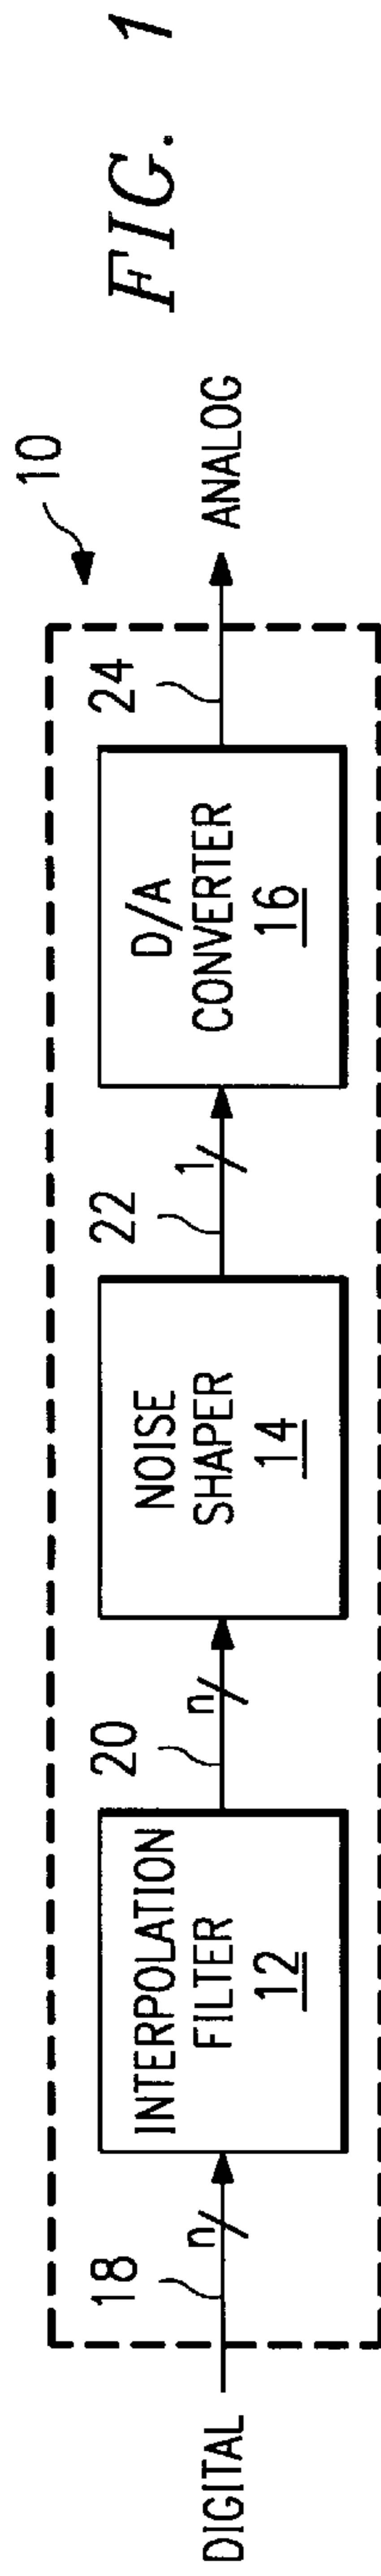 FIG. 1
10
DIGITAL
18
n
INTERPOLATION
FILTER
12
20
n
NOISE
SHAPER
14
22
1
D/A
CONVERTER
16
24
ANALOG